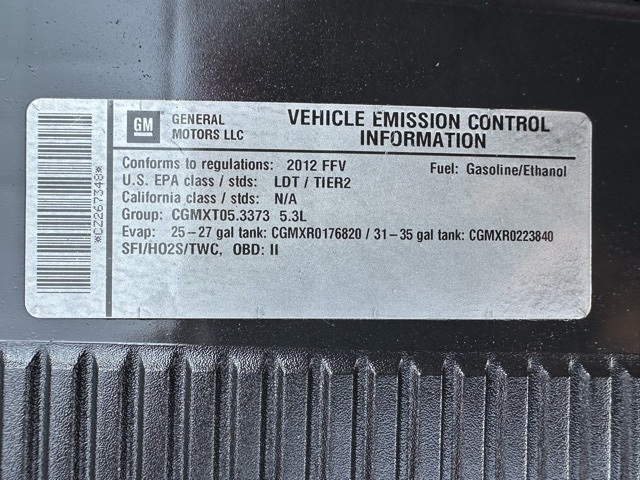 GM
GENERAL
MOTORS LLC
VEHICLE EMISSION CONTROL
INFORMATION
Conforms to regulations: 2012 FFV
Fuel: Gasoline/Ethanol
U.S. EPA class / stds: LDT / TIER2
California class / stds: N/A
Group: CGMXT05.3373 5.3L
Evap: 25-27 gal tank: CGMXR0176820 / 31-35 gal tank: CGMXR0223840
SFI/HO2S/TWC, OBD: II
*CZ267348*